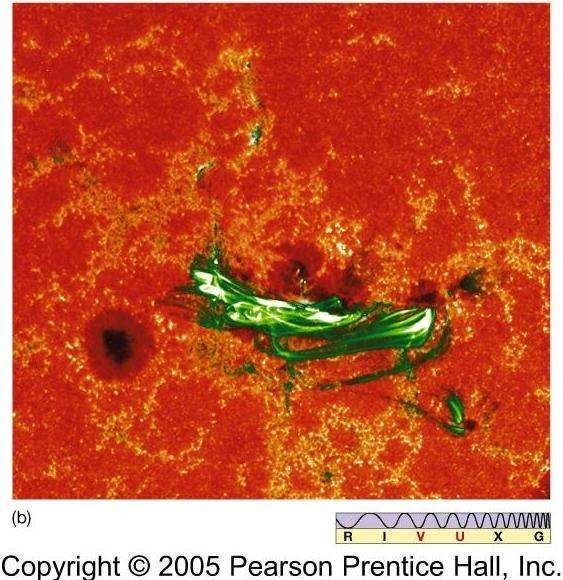 (b)
R I V U X G
Copyright © 2005 Pearson Prentice Hall, Inc.